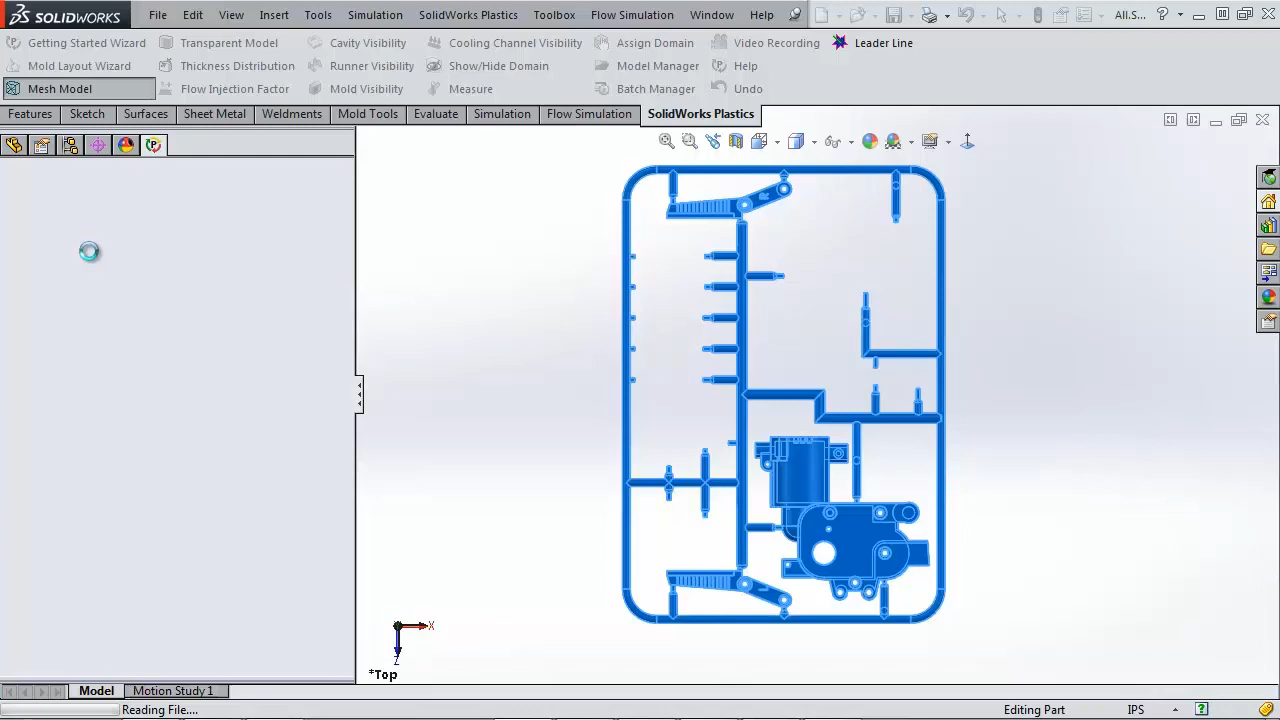 SOLIDWORKS File Edit View Insert Tools Simulation SolidWorks Plastics Toolbox Flow Simulation Window Help All.S... ?
Getting Started Wizard Transparent Model Cavity Visibility Cooling Channel Visibility Assign Domain Video Recording Leader Line
Mold Layout Wizard Thickness Distribution Runner Visibility Show/Hide Domain Model Manager Help
Mesh Model Flow Injection Factor Mold Visibility Measure Batch Manager Undo
Features Sketch Surfaces Sheet Metal Weldments Mold Tools Evaluate Simulation Flow Simulation SolidWorks Plastics
X
Z
*Top
Model Motion Study 1
Reading File.... Editing Part IPS